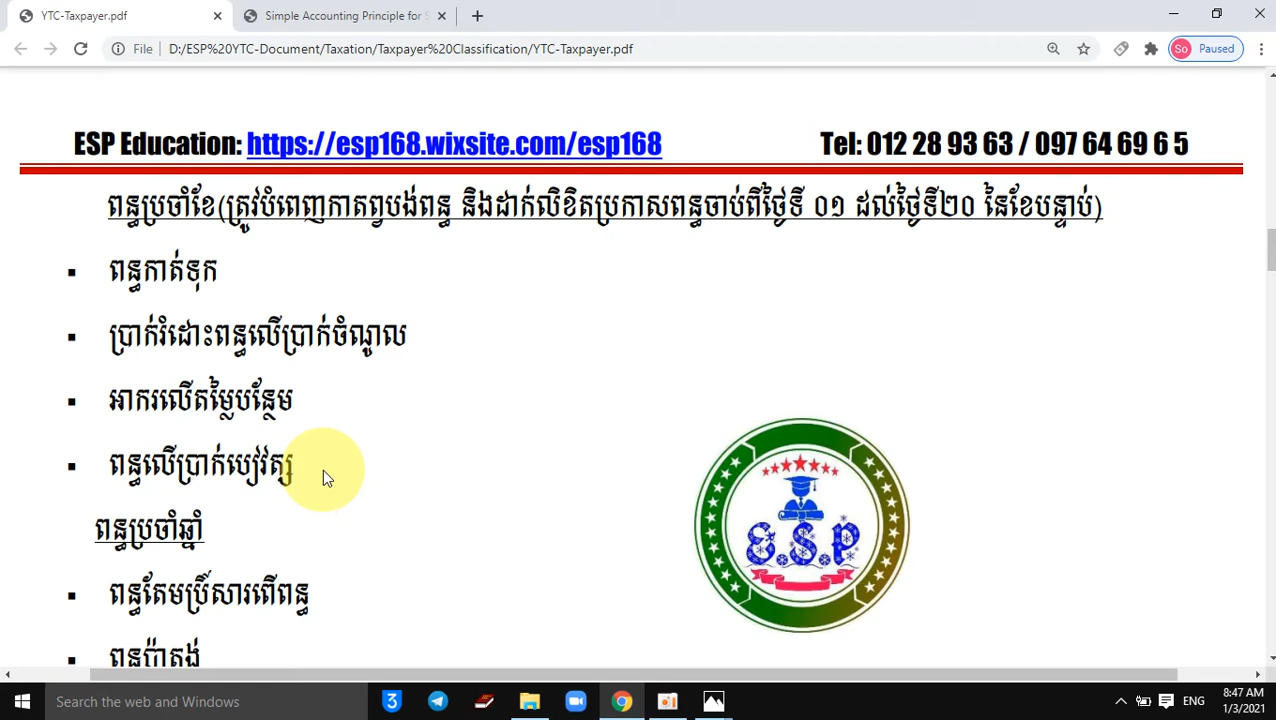 YTC-Taxpayer.pdf
Simple Accounting Principle for S
File
D:/ESP%20YTC-Document/Taxation/Taxpayer%20Classification/YTC-Taxpayer.pdf
So
Paused
ESP Education: https://esp168.wixsite.com/esp168
Tel: 012 28 93 63 / 097 64 69 6 5
ពន្ធប្រចាំខែ(ត្រូវបំពេញកាតព្វបង់ពន្ធ និងដាក់លិខិតប្រកាសពន្ធចាប់ពីថ្ងៃទី ០១ ដល់ថ្ងៃទី២០ នៃខែបន្ទាប់)
▪ ពន្ធកាត់ទុក
▪ ប្រាក់រំដោះពន្ធលើប្រាក់ចំណូល
▪ អាករលើតម្លៃបន្ថែម
▪ ពន្ធលើប្រាក់បៀវត្ស
ពន្ធប្រចាំឆ្នាំ
▪ ពន្ធតែមប្រិ៍សារពើពន្ធ
▪ ពន្ធប៉ាតង់
E.S.P
Search the web and Windows
ENG
8:47 AM
1/3/2021